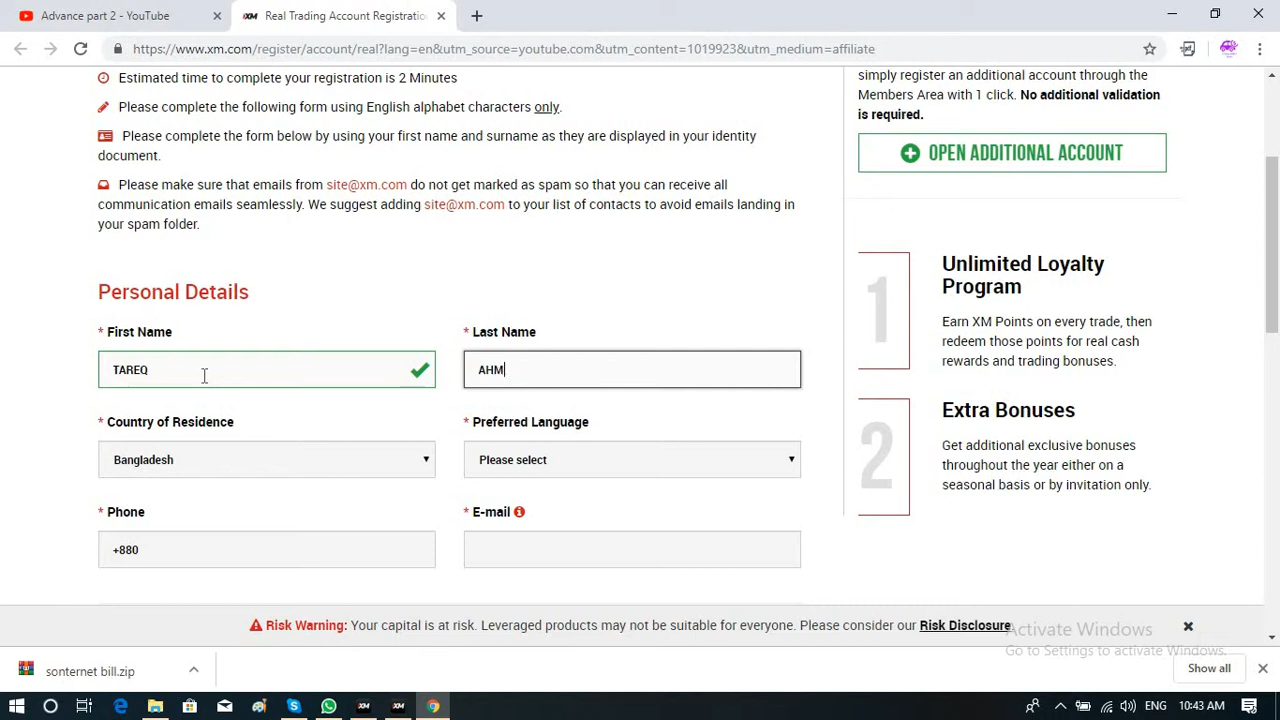 Advance part 2 - YouTube
XM
Real Trading Account Registratio
https://www.xm.com/register/account/real?lang=en&utm_source=youtube.com&utm_content=1019923&utm_medium=affiliate
Estimated time to complete your registration is 2 Minutes
Please complete the following form using English alphabet characters only.
Please complete the form below by using your first name and surname as they are displayed in your identity
document.
Please make sure that emails from site@xm.com do not get marked as spam so that you can receive all
communication emails seamlessly. We suggest adding site@xm.com to your list of contacts to avoid emails landing in
your spam folder.
Personal Details
* First Name
* Last Name
TAREQ
AHM
* Country of Residence
* Preferred Language
Bangladesh
Please select
* Phone
* E-mail
+880
simply register an additional account through the
Members Area with 1 click. No additional validation
is required.
OPEN ADDITIONAL ACCOUNT
1
Unlimited Loyalty
Program
Earn XM Points on every trade, then
redeem those points for real cash
rewards and trading bonuses.
2
Extra Bonuses
Get additional exclusive bonuses
throughout the year either on a
seasonal basis or by invitation only.
Risk Warning: Your capital is at risk. Leveraged products may not be suitable for everyone. Please consider our Risk Disclosure
Activate Windows
Go to Settings to activate Windows.
sonternet bill.zip
Show all
XM
XM
ENG
10:43 AM